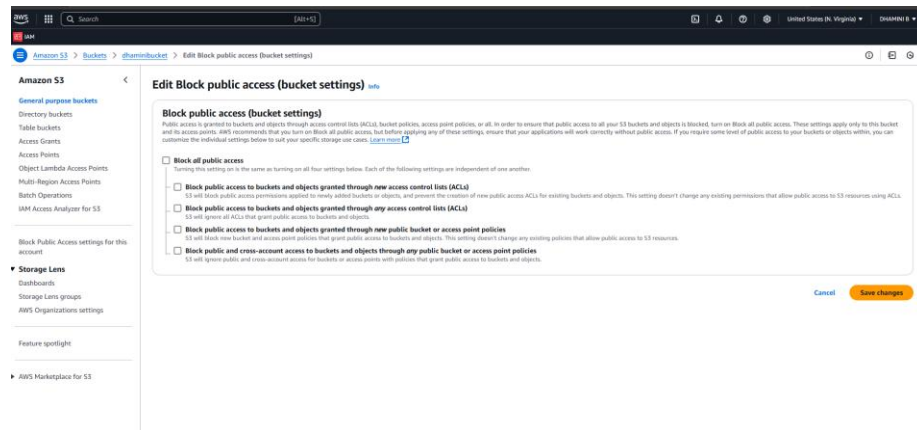 aws
Search
[Alt+S]
United States (N. Virginia)
DHAMINI B
IAM
Amazon S3 > Buckets > dhaminibucket > Edit Block public access (bucket settings)
Amazon S3
General purpose buckets
Directory buckets
Table buckets
Access Grants
Access Points
Object Lambda Access Points
Multi-Region Access Points
Batch Operations
IAM Access Analyzer for S3
Block Public Access settings for this
account
Storage Lens
Dashboards
Storage Lens groups
AWS Organizations settings
Feature spotlight
AWS Marketplace for S3
Edit Block public access (bucket settings) Info
Block public access (bucket settings)
Public access is granted to buckets and objects through access control lists (ACLs), bucket policies, access point policies, or all. In order to ensure that public access to all your S3 buckets and objects is blocked, turn on Block all public access. These settings apply only to this bucket
and its access points. AWS recommends that you turn on Block all public access, but before applying any of these settings, ensure that your applications will work correctly without public access. If you require some level of public access to your buckets or objects within, you can
customize the individual settings below to suit your specific storage use cases. Learn more
Block all public access
Turning this setting on is the same as turning on all four settings below. Each of the following settings are independent of one another.
Block public access to buckets and objects granted through new access control lists (ACLs)
S3 will block public access permissions applied to newly added buckets or objects, and prevent the creation of new public access ACLs for existing buckets and objects. This setting doesn't change any existing permissions that allow public access to S3 resources using ACLs.
Block public access to buckets and objects granted through any access control lists (ACLs)
S3 will ignore all ACLs that grant public access to buckets and objects.
Block public access to buckets and objects granted through new public bucket or access point policies
S3 will block new bucket and access point policies that grant public access to buckets and objects. This setting doesn't change any existing policies that allow public access to S3 resources.
Block public and cross-account access to buckets and objects through any public bucket or access point policies
S3 will ignore public and cross-account access for buckets or access points with policies that grant public access to buckets and objects.
Cancel
Save changes